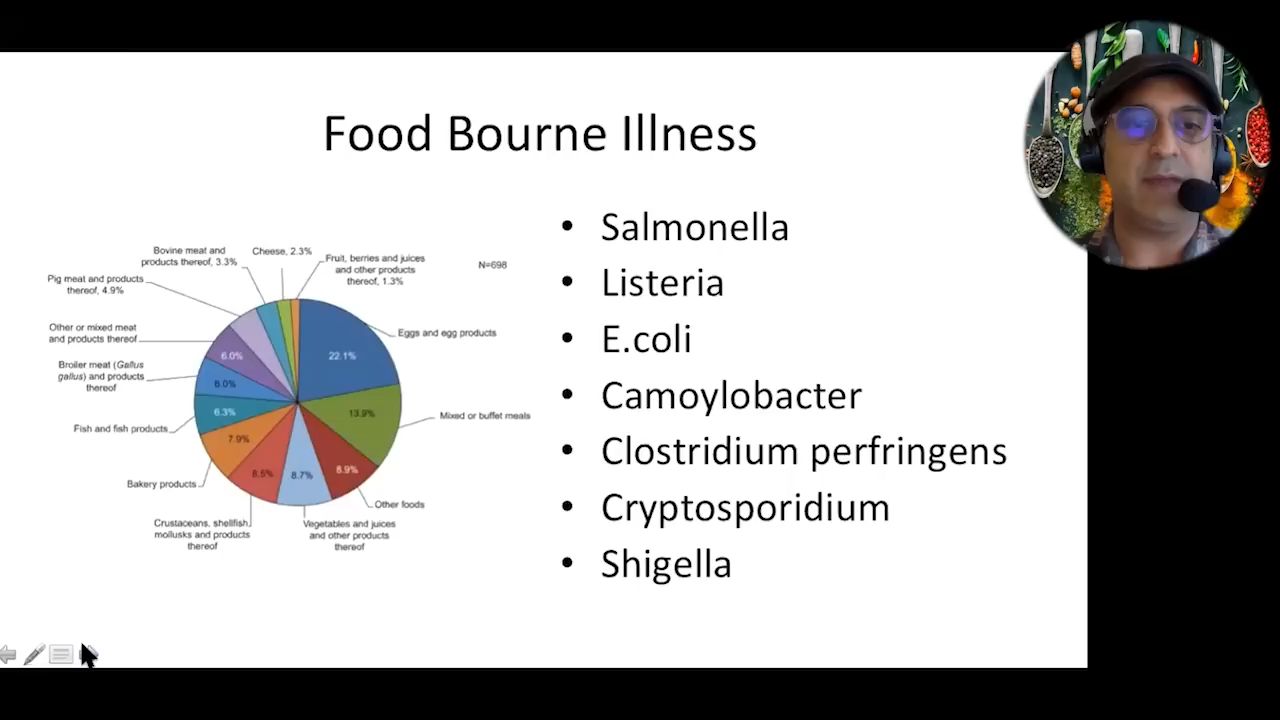 Food Bourne Illness
Bovine meat and
products thereof, 3.3%
Cheese, 2.3%
Fruit, berries and juices
and other products
thereof, 1.3%
N=698
Pig meat and products
thereof, 4.9%
Other or mixed meat
and products thereof
Broiler meat (Gallus
gallus) and products
thereof
Fish and fish products
Bakery products
Crustaceans, shellfish,
mollusks and products
thereof
Vegetables and juices
and other products
thereof
Other foods
Mixed or buffet meals
Eggs and egg products
22.1%
13.9%
8.9%
8.7%
8.5%
7.9%
6.3%
6.0%
6.0%
• Salmonella
• Listeria
• E.coli
• Camoylobacter
• Clostridium perfringens
• Cryptosporidium
• Shigella